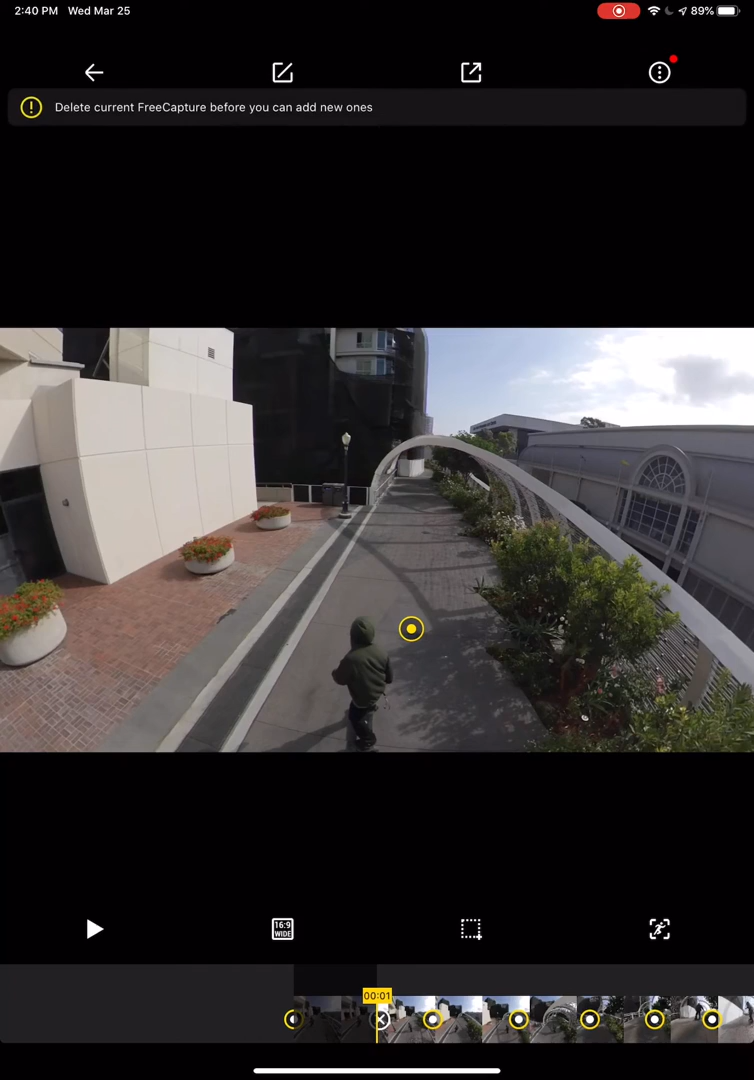 2:40 PM Wed Mar 25
89%
Delete current FreeCapture before you can add new ones
16:9
WIDE
00:01